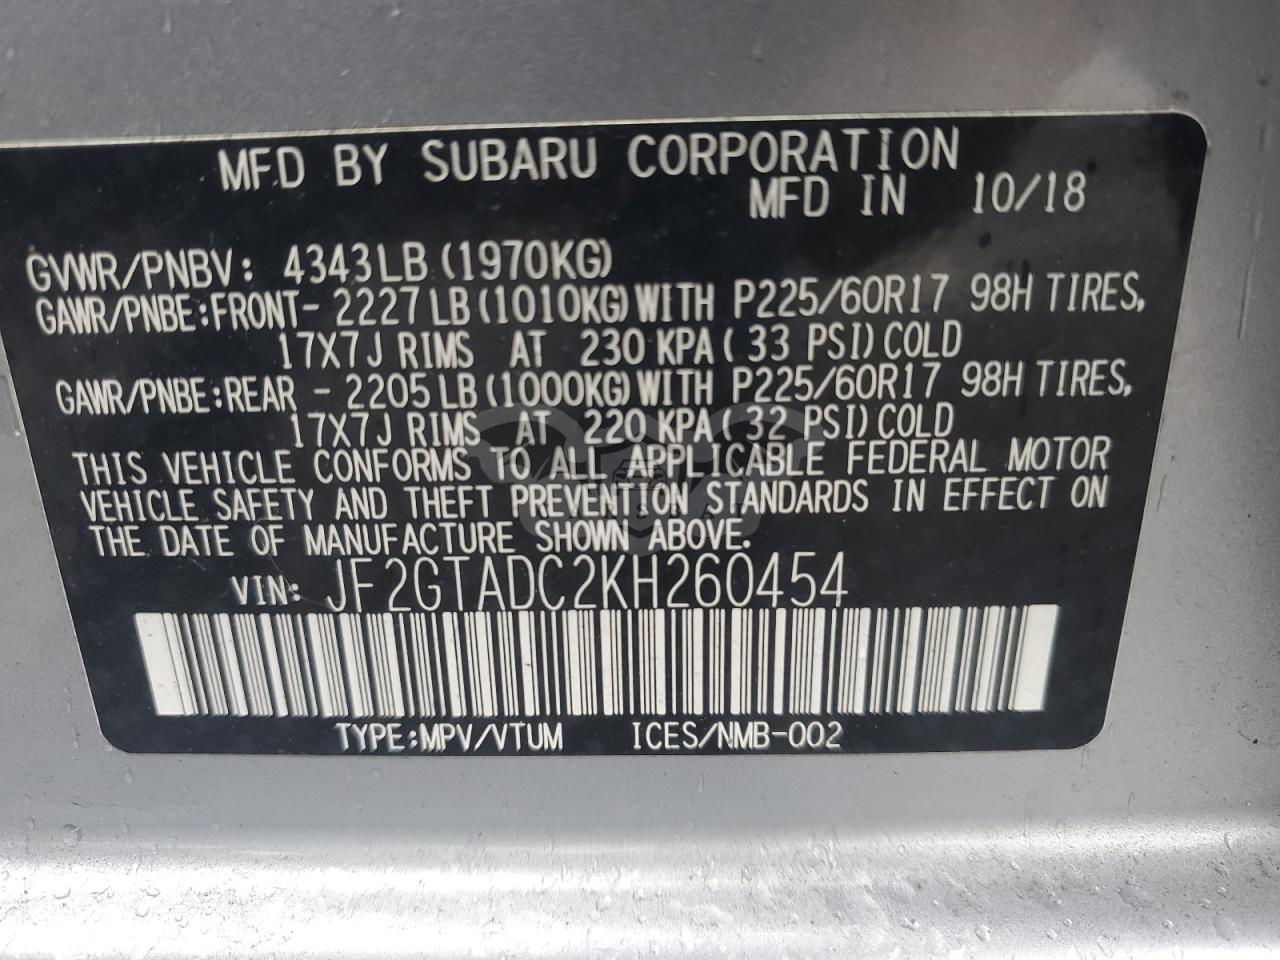 MFD BY SUBARU CORPORATION
MFD IN 10/18
GVWR/PNBV: 4343LB (1970KG)
GAWR/PNBE:FRONT- 2227 LB (1010KG) WITH P225/60R17 98H TIRES,
17X7J RIMS AT 230 KPA ( 33 PSI) COLD
GAWR/PNBE:REAR - 2205 LB (1000KG) WITH P225/60R17 98H TIRES,
17X7J RIMS AT 220 KPA ( 32 PSI) COLD
THIS VEHICLE CONFORMS TO ALL APPLICABLE FEDERAL MOTOR
VEHICLE SAFETY AND THEFT PREVENTION STANDARDS IN EFFECT ON
THE DATE OF MANUFACTURE SHOWN ABOVE.
VIN: JF2GTADC2KH260454
TYPE:MPV/VTUM ICES/NMB-002